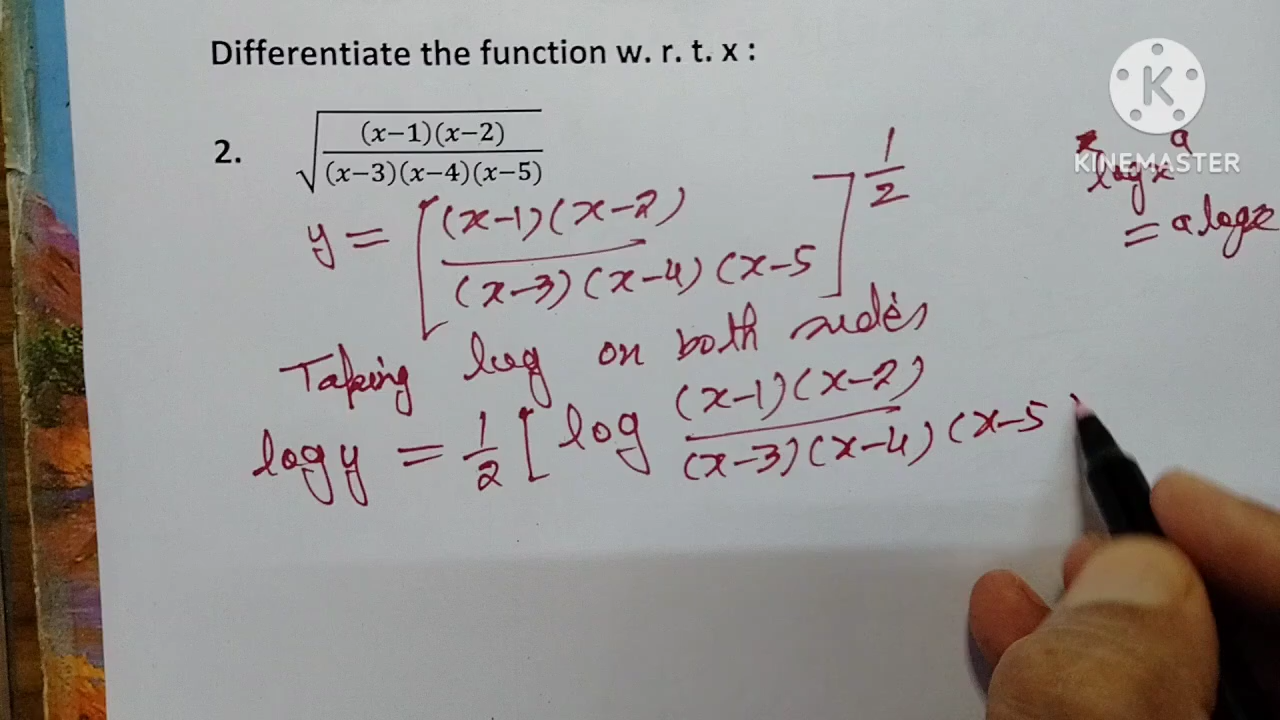 Differentiate the function w. r. t. x :
2. √((x−1)(x−2) / (x−3)(x−4)(x−5))
y = [ (x-1)(x-2) / (x-3)(x-4)(x-5 ]^1/2
Taking log on both sides
log y = 1/2 [ log (x-1)(x-2) / (x-3)(x-4)(x-5 )
K
KINEMASTER
log x^a
= a log x